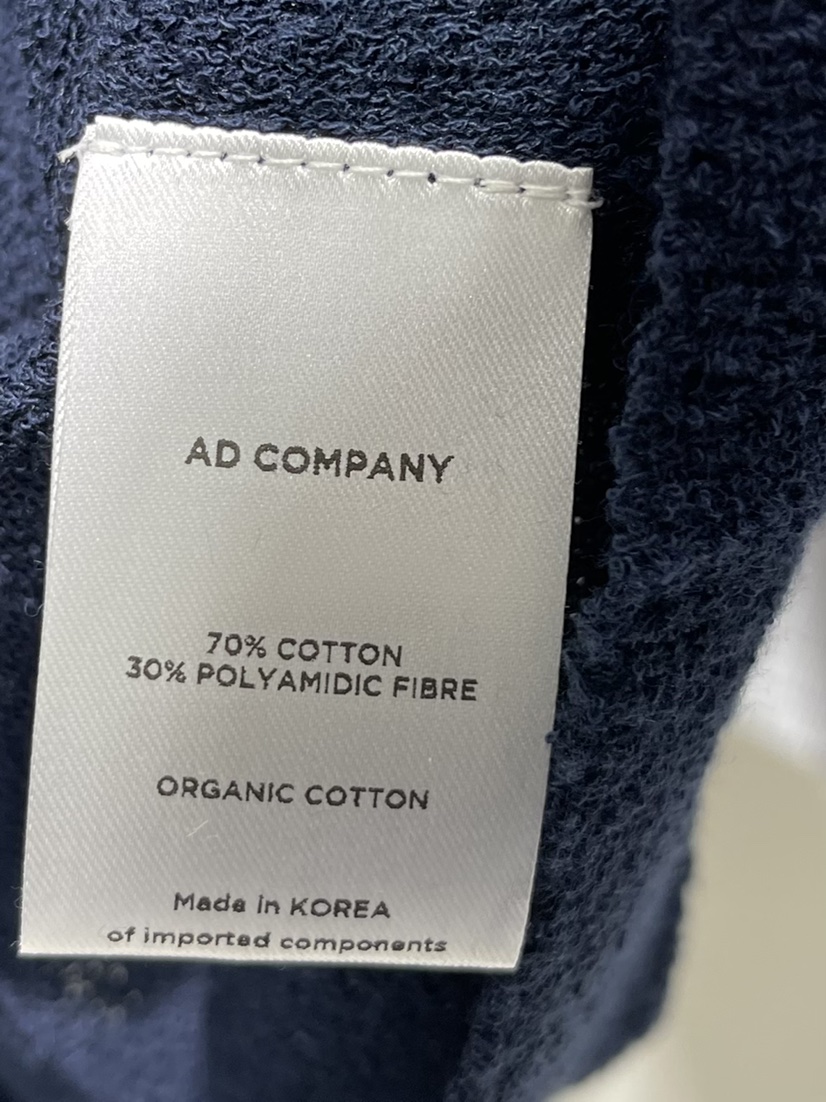 AD COMPANY
70% COTTON
30% POLYAMIDIC FIBRE
ORGANIC COTTON
Made in KOREA
of imported components